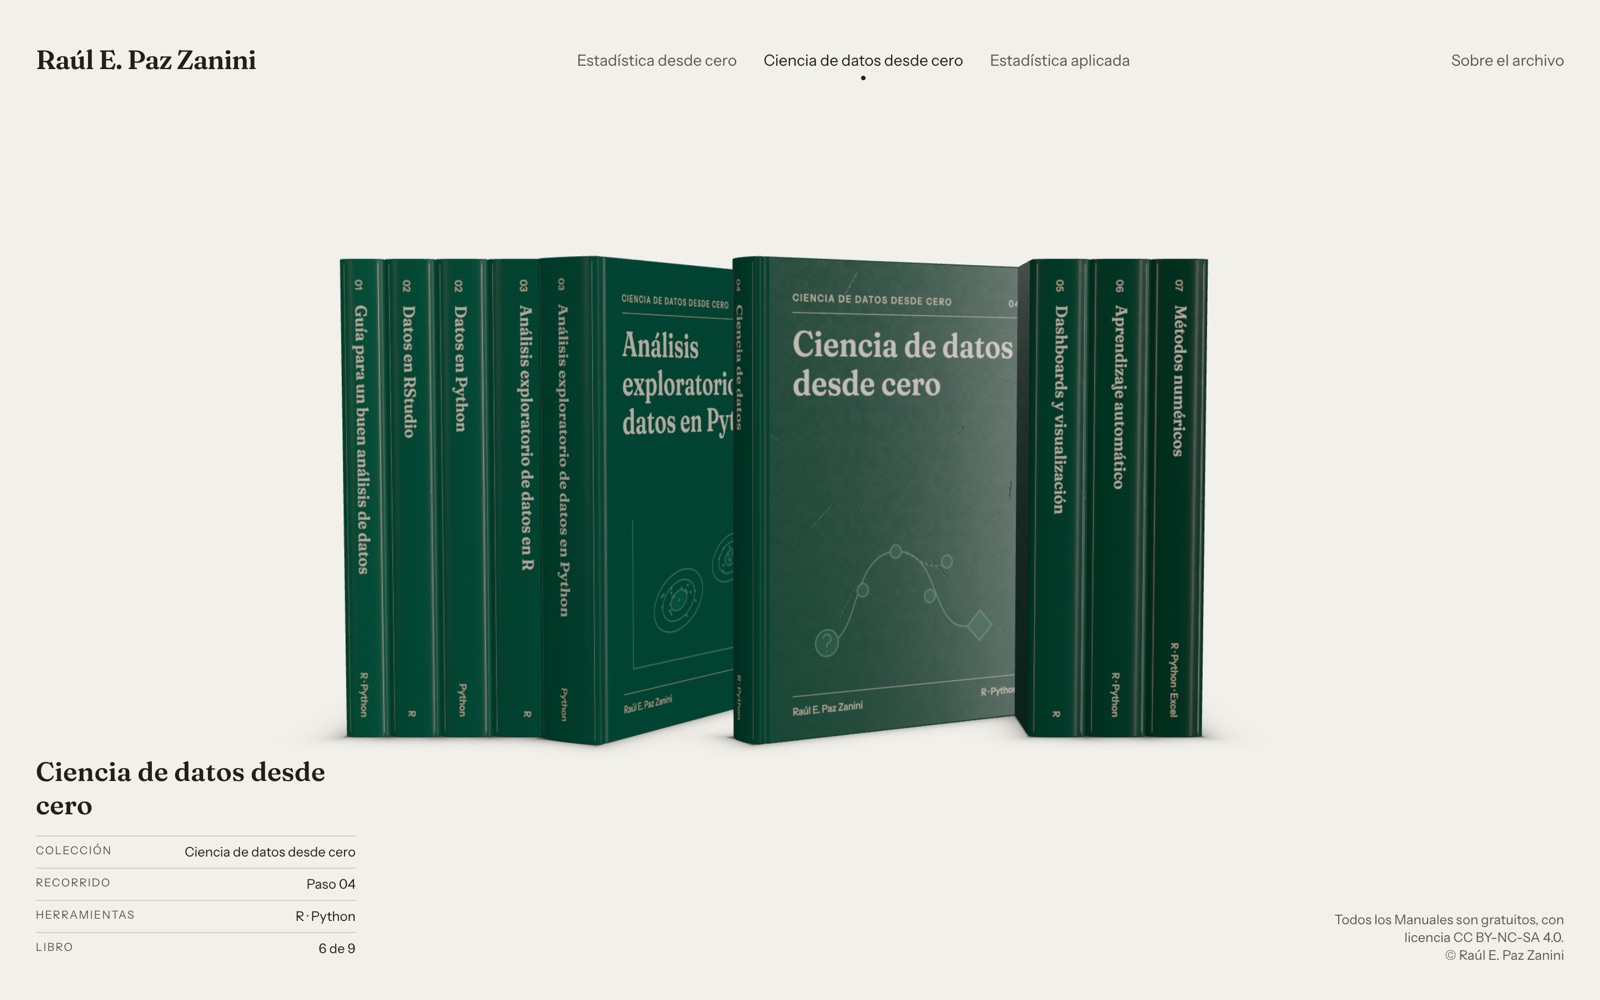 Raúl E. Paz Zanini
Estadística desde cero
Ciencia de datos desde cero
Estadística aplicada
Sobre el archivo
01 Guía para un buen análisis de datos R·Python
02 Datos en RStudio R
02 Datos en Python Python
03 Análisis exploratorio de datos en R R
03 Análisis exploratorio de datos en Python Python
CIENCIA DE DATOS DESDE CERO
Análisis
exploratorio
datos en Pyt
Raúl E. Paz Zanini
04 Ciencia de datos R·Python
CIENCIA DE DATOS DESDE CERO 04
Ciencia de datos
desde cero
?
R·Python
Raúl E. Paz Zanini
05 Dashboards y visualización R
06 Aprendizaje automático R·Python
07 Métodos numéricos R·Python·Excel
Ciencia de datos desde
cero
COLECCIÓN Ciencia de datos desde cero
RECORRIDO Paso 04
HERRAMIENTAS R·Python
LIBRO 6 de 9
Todos los Manuales son gratuitos, con
licencia CC BY-NC-SA 4.0.
© Raúl E. Paz Zanini